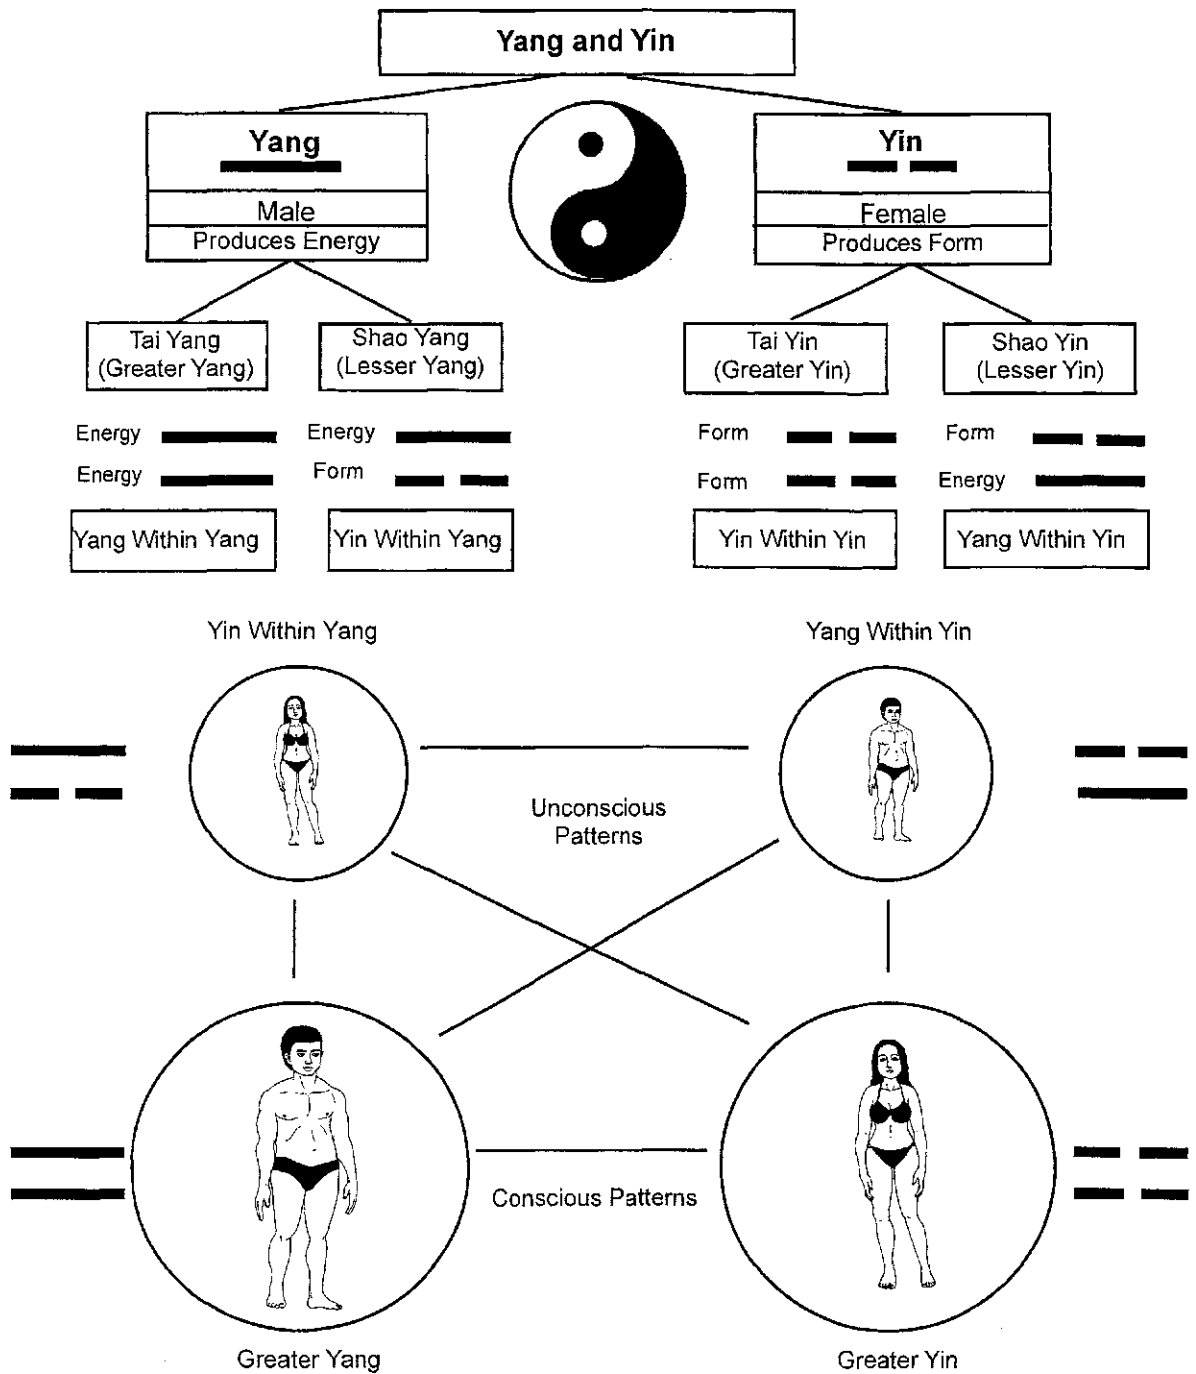 Yang and Yin
Yang
Male
Produces Energy
Yin
Female
Produces Form
Tai Yang
(Greater Yang)
Shao Yang
(Lesser Yang)
Tai Yin
(Greater Yin)
Shao Yin
(Lesser Yin)
Energy
Energy
Energy
Form
Form
Form
Form
Energy
Yang Within Yang
Yin Within Yang
Yin Within Yin
Yang Within Yin
Yin Within Yang
Yang Within Yin
Unconscious
Patterns
Conscious Patterns
Greater Yang
Greater Yin